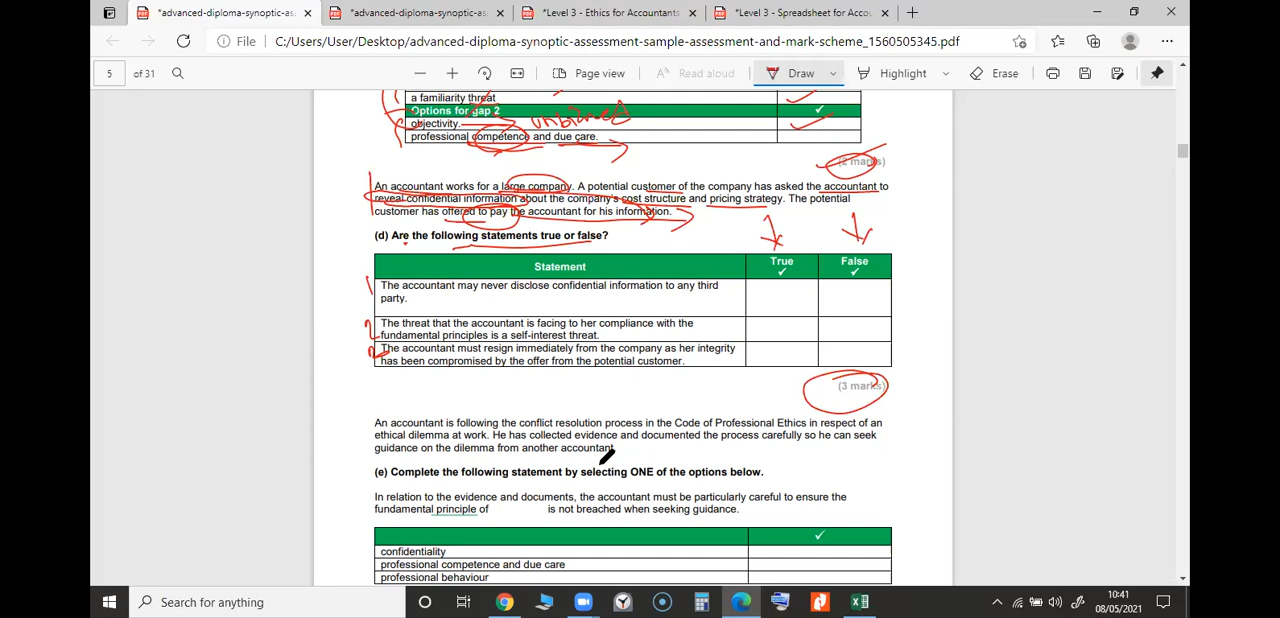 *advanced-diploma-synoptic-asses
*advanced-diploma-synoptic-asses
*Level 3 - Ethics for Accountants
*Level 3 - Spreadsheet for Acco
File
C:/Users/User/Desktop/advanced-diploma-synoptic-assessment-sample-assessment-and-mark-scheme_1560505345.pdf
5 of 31
Page view
Read aloud
Draw
Highlight
Erase
a familiarity threat
Options for gap 2 ✓
objectivity.
unbiased
professional competence and due care.
(2 marks)
An accountant works for a large company. A potential customer of the company has asked the accountant to
reveal confidential information about the company's cost structure and pricing strategy. The potential
customer has offered to pay the accountant for his information.
(d) Are the following statements true or false?
Statement True ✓ False ✓
1 The accountant may never disclose confidential information to any third
party.
2 The threat that the accountant is facing to her compliance with the
fundamental principles is a self-interest threat.
The accountant must resign immediately from the company as her integrity
has been compromised by the offer from the potential customer.
(3 marks)
An accountant is following the conflict resolution process in the Code of Professional Ethics in respect of an
ethical dilemma at work. He has collected evidence and documented the process carefully so he can seek
guidance on the dilemma from another accountant.
(e) Complete the following statement by selecting ONE of the options below.
In relation to the evidence and documents, the accountant must be particularly careful to ensure the
fundamental principle of is not breached when seeking guidance.
✓
confidentiality
professional competence and due care
professional behaviour
Search for anything
10:41
08/05/2021